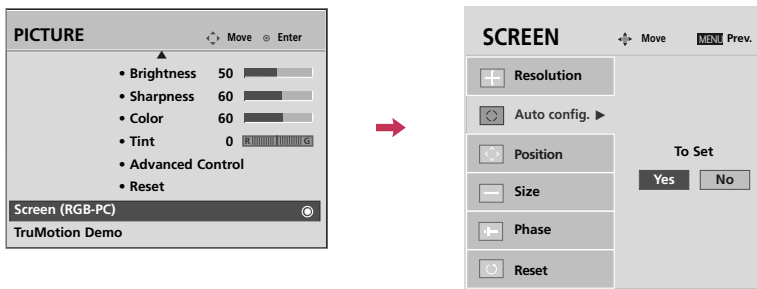 PICTURE Move Enter
• Brightness 50
• Sharpness 60
• Color 60
• Tint 0 R G
• Advanced Control
• Reset
Screen (RGB-PC)
TruMotion Demo
SCREEN Move MENU Prev.
Resolution
Auto config. ▶
Position
Size
Phase
Reset
To Set
Yes No